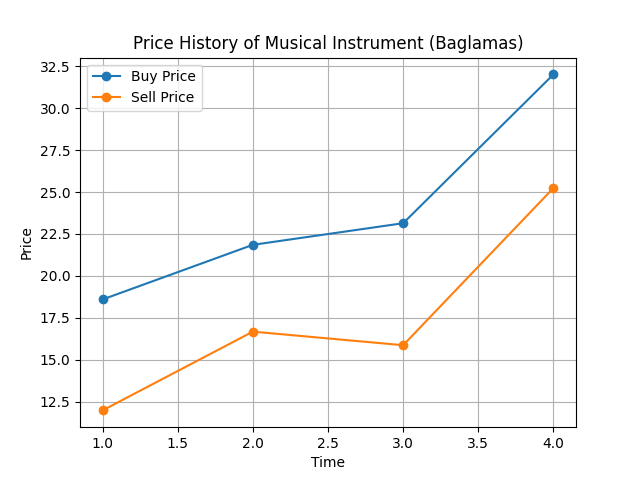 Price History of Musical Instrument (Baglamas)
Buy Price
Sell Price
32.5
30.0
27.5
25.0
22.5
20.0
17.5
15.0
12.5
Price
1.0 1.5 2.0 2.5 3.0 3.5 4.0
Time